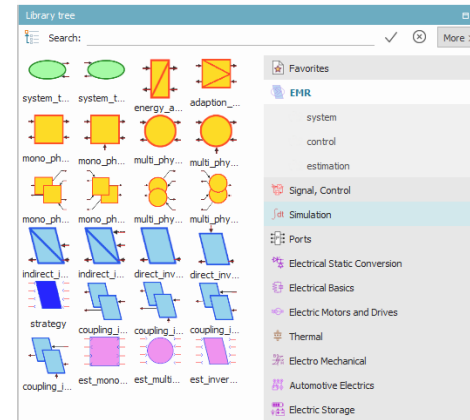 Library tree
Search:
More
system_t... system_t... energy_a... adaption_...
mono_ph... mono_ph... multi_phy... multi_phy...
mono_ph... mono_ph... multi_phy... multi_phy...
indirect_i... indirect_i... direct_inv... direct_inv...
strategy coupling_i... coupling_i... coupling_i...
coupling_i... est_mono... est_multi... est_inver...
Favorites
EMR
system
control
estimation
Signal, Control
∫dt Simulation
Ports
Electrical Static Conversion
Electrical Basics
Electric Motors and Drives
Thermal
Electro Mechanical
Automotive Electrics
Electric Storage